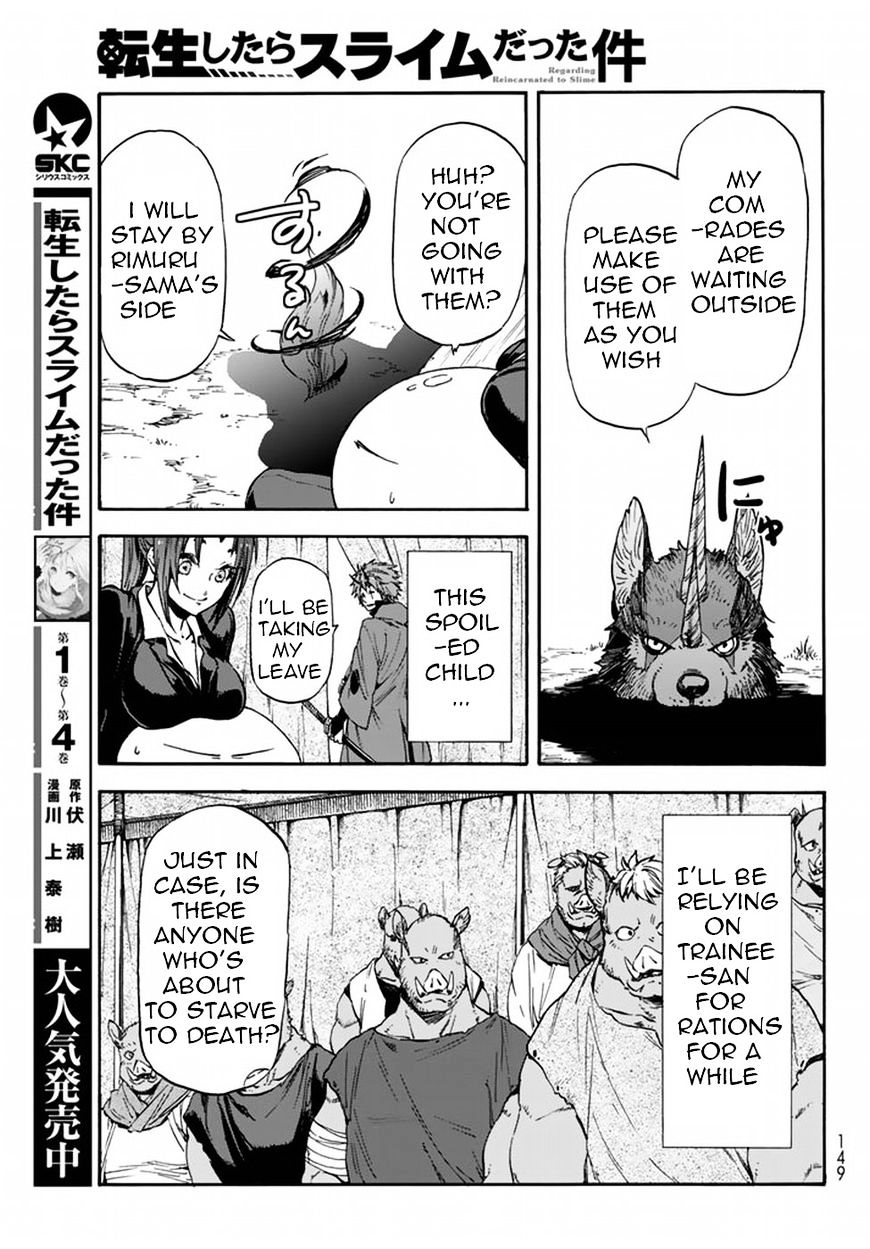 転生したらスライムだった件
Regarding
Reincarnated to Slime
MY
COM
-RADES
ARE
WAITING
OUTSIDE
PLEASE
MAKE
USE OF
THEM
AS YOU
WISH
にゅ
HUH?
YOU'RE
NOT
GOING
WITH
THEM?
するん
I WILL
STAY BY
RIMURU
-SAMA'S
SIDE
THIS
SPOIL
-ED
CHILD
...
I'LL BE
TAKING
MY
LEAVE
I'LL BE
RELYING
ON
TRAINEE
-SAN
FOR
RATIONS
FOR A
WHILE
JUST IN
CASE, IS
THERE
ANYONE
WHO'S
ABOUT
TO STARVE
TO DEATH?
SKC
シリウスコミックス
転生したらスライムだった件
第1巻〜第4巻
原作 伏瀬
漫画 川上泰樹
大人気発売中
149